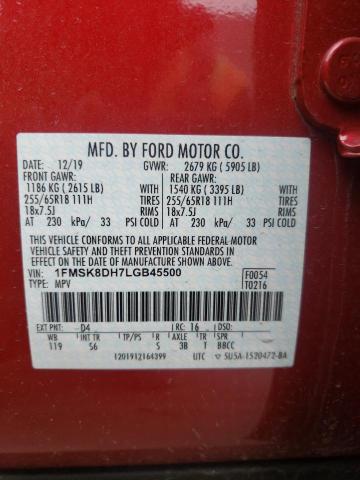 MFD. BY FORD MOTOR CO.
DATE: 12/19 GVWR: 2679 KG (5905 LB)
FRONT GAWR: REAR GAWR:
1186 KG (2615 LB) WITH 1540 KG (3395 LB) WITH
255/65R18 111H TIRES 255/65R18 111H TIRES
18x7.5J RIMS 18x7.5J RIMS
AT 230 kPa/ 33 PSI COLD AT 230 kPa/ 33 PSI COLD
THIS VEHICLE CONFORMS TO ALL APPLICABLE FEDERAL MOTOR
VEHICLE SAFETY AND THEFT PREVENTION STANDARDS IN EFFECT ON
THE DATE OF MANUFACTURE SHOWN ABOVE.
VIN: 1FMSK8DH7LGB45500 F0054
TYPE: MPV T0216
EXT PNT: D4 RC: 16 DSO:
WB INT TR TP/PS R AXLE TR SPR
119 S6 5 3B T BBCC
1201912164399 UTC ▽ 5U5A-1520472-BA